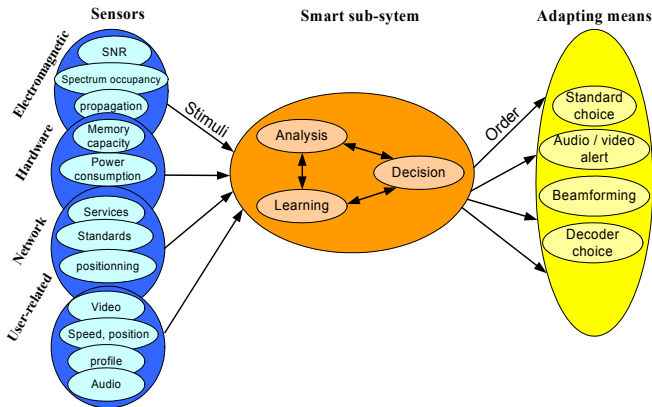 Sensors
Smart sub-sytem
Adapting means
Electromagnetic
SNR
Spectrum occupancy
propagation
Hardware
Memory
capacity
Power
consumption
Network
Services
Standards
positionning
User-related
Video
Speed, position
profile
Audio
Stimuli
Analysis
Decision
Learning
Order
Standard
choice
Audio / video
alert
Beamforming
Decoder
choice